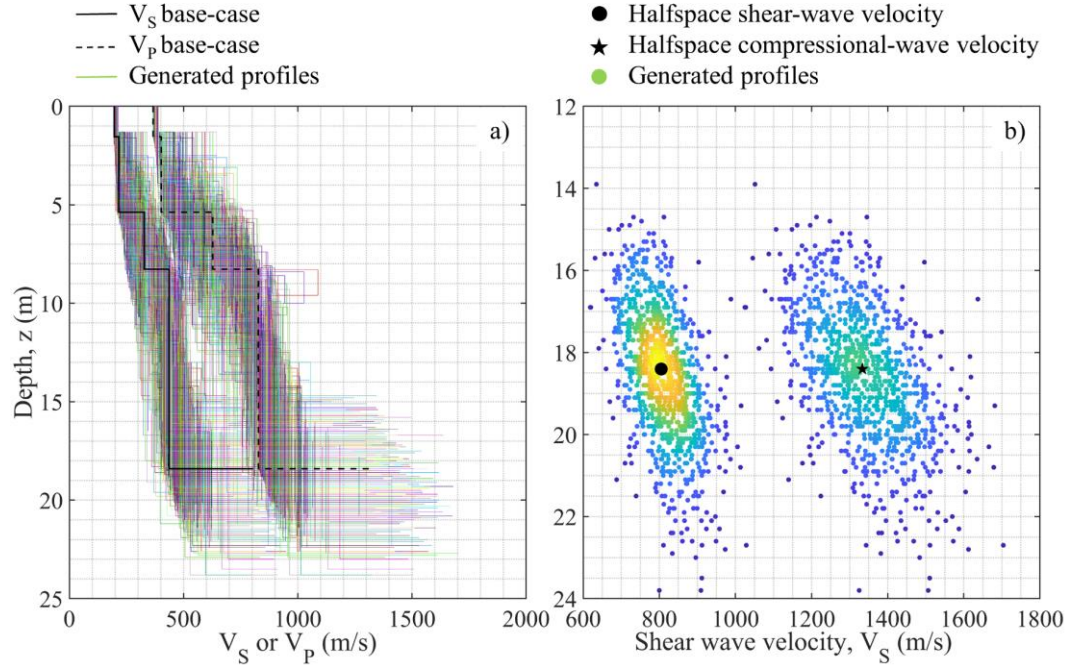 V_S base-case
V_P base-case
Generated profiles
Halfspace shear-wave velocity
Halfspace compressional-wave velocity
Generated profiles
a)
0
5
10
15
20
25
Depth, z (m)
0 500 1000 1500 2000
V_S or V_P (m/s)
b)
12
14
16
18
20
22
24
600 800 1000 1200 1400 1600 1800
Shear wave velocity, V_S (m/s)